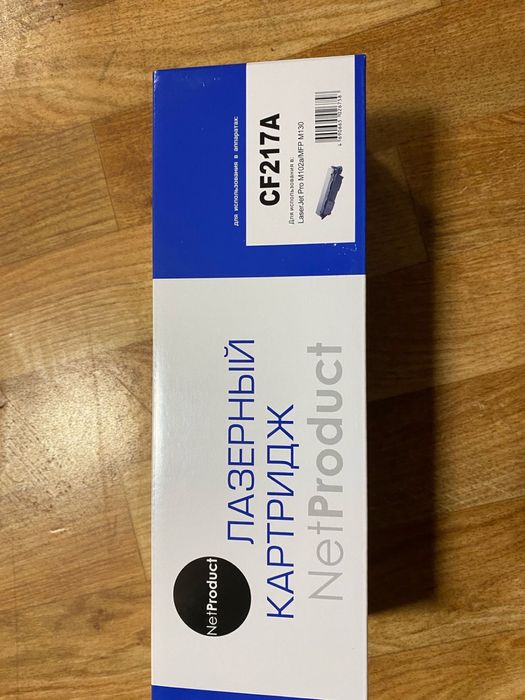 для использования в аппаратах:
CF217A
Для использования в:
LaserJet Pro M102a/MFP M130
ЛАЗЕРНЫЙ
КАРТРИДЖ
NetProduct
NetProduct